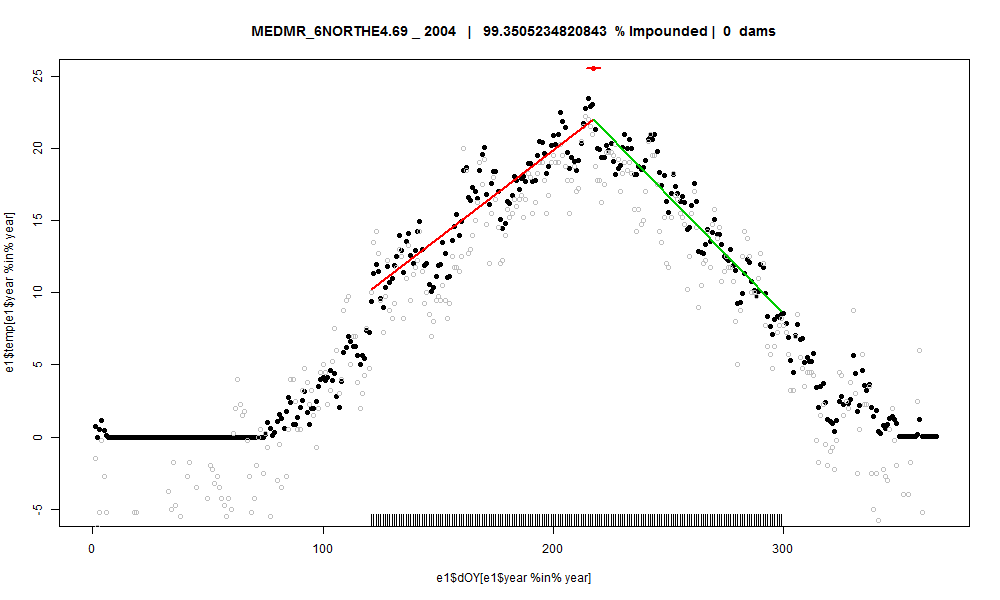 MEDMR_6NORTHE4.69 _ 2004 | 99.3505234820843 % Impounded | 0 dams
25
20
15
10
5
0
-5
e1$temp[e1$year %in% year]
0 100 200 300
e1$dOY[e1$year %in% year]